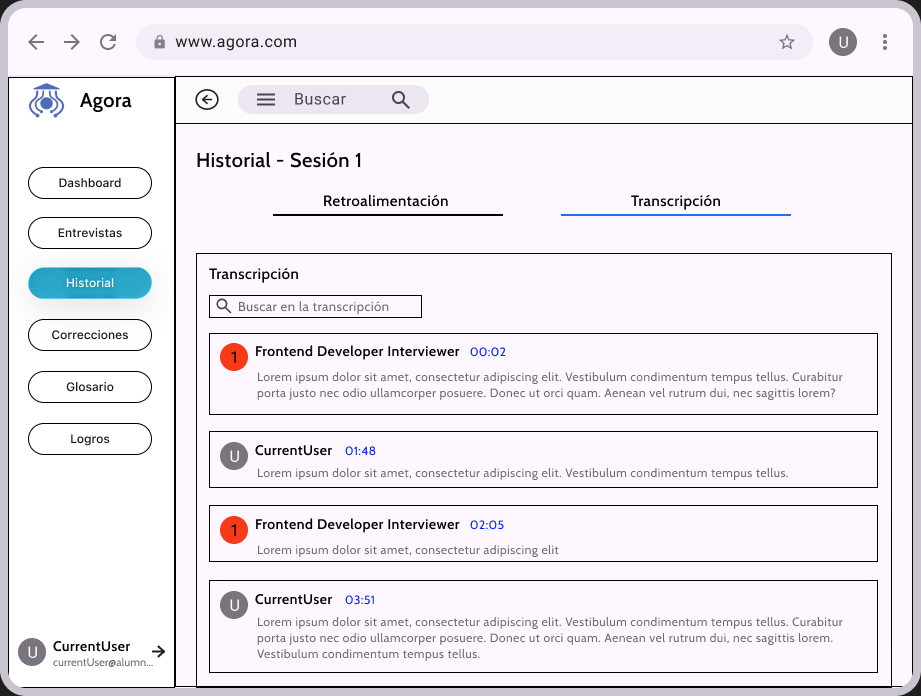 www.agora.com
U
Agora
Buscar
Dashboard
Entrevistas
Historial
Correcciones
Glosario
Logros
U
CurrentUser
currentUser@alumn...
Historial - Sesión 1
Retroalimentación
Transcripción
Transcripción
Buscar en la transcripción
1
Frontend Developer Interviewer 00:02
Lorem ipsum dolor sit amet, consectetur adipiscing elit. Vestibulum condimentum tempus tellus. Curabitur
porta justo nec odio ullamcorper posuere. Donec ut orci quam. Aenean vel rutrum dui, nec sagittis lorem?
U
CurrentUser 01:48
Lorem ipsum dolor sit amet, consectetur adipiscing elit. Vestibulum condimentum tempus tellus.
1
Frontend Developer Interviewer 02:05
Lorem ipsum dolor sit amet, consectetur adipiscing elit
U
CurrentUser 03:51
Lorem ipsum dolor sit amet, consectetur adipiscing elit. Vestibulum condimentum tempus tellus. Curabitur
porta justo nec odio ullamcorper posuere. Donec ut orci quam. Aenean vel rutrum dui, nec sagittis lorem.
Vestibulum condimentum tempus tellus.